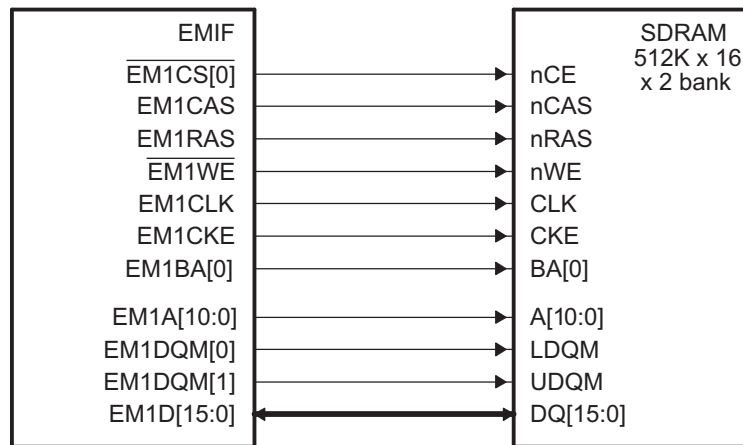 EMIF
EM1CS[0]
EM1CAS
EM1RAS
EM1WE
EM1CLK
EM1CKE
EM1BA[0]
EM1A[10:0]
EM1DQM[0]
EM1DQM[1]
EM1D[15:0]
SDRAM
512K x 16
x 2 bank
nCE
nCAS
nRAS
nWE
CLK
CKE
BA[0]
A[10:0]
LDQM
UDQM
DQ[15:0]